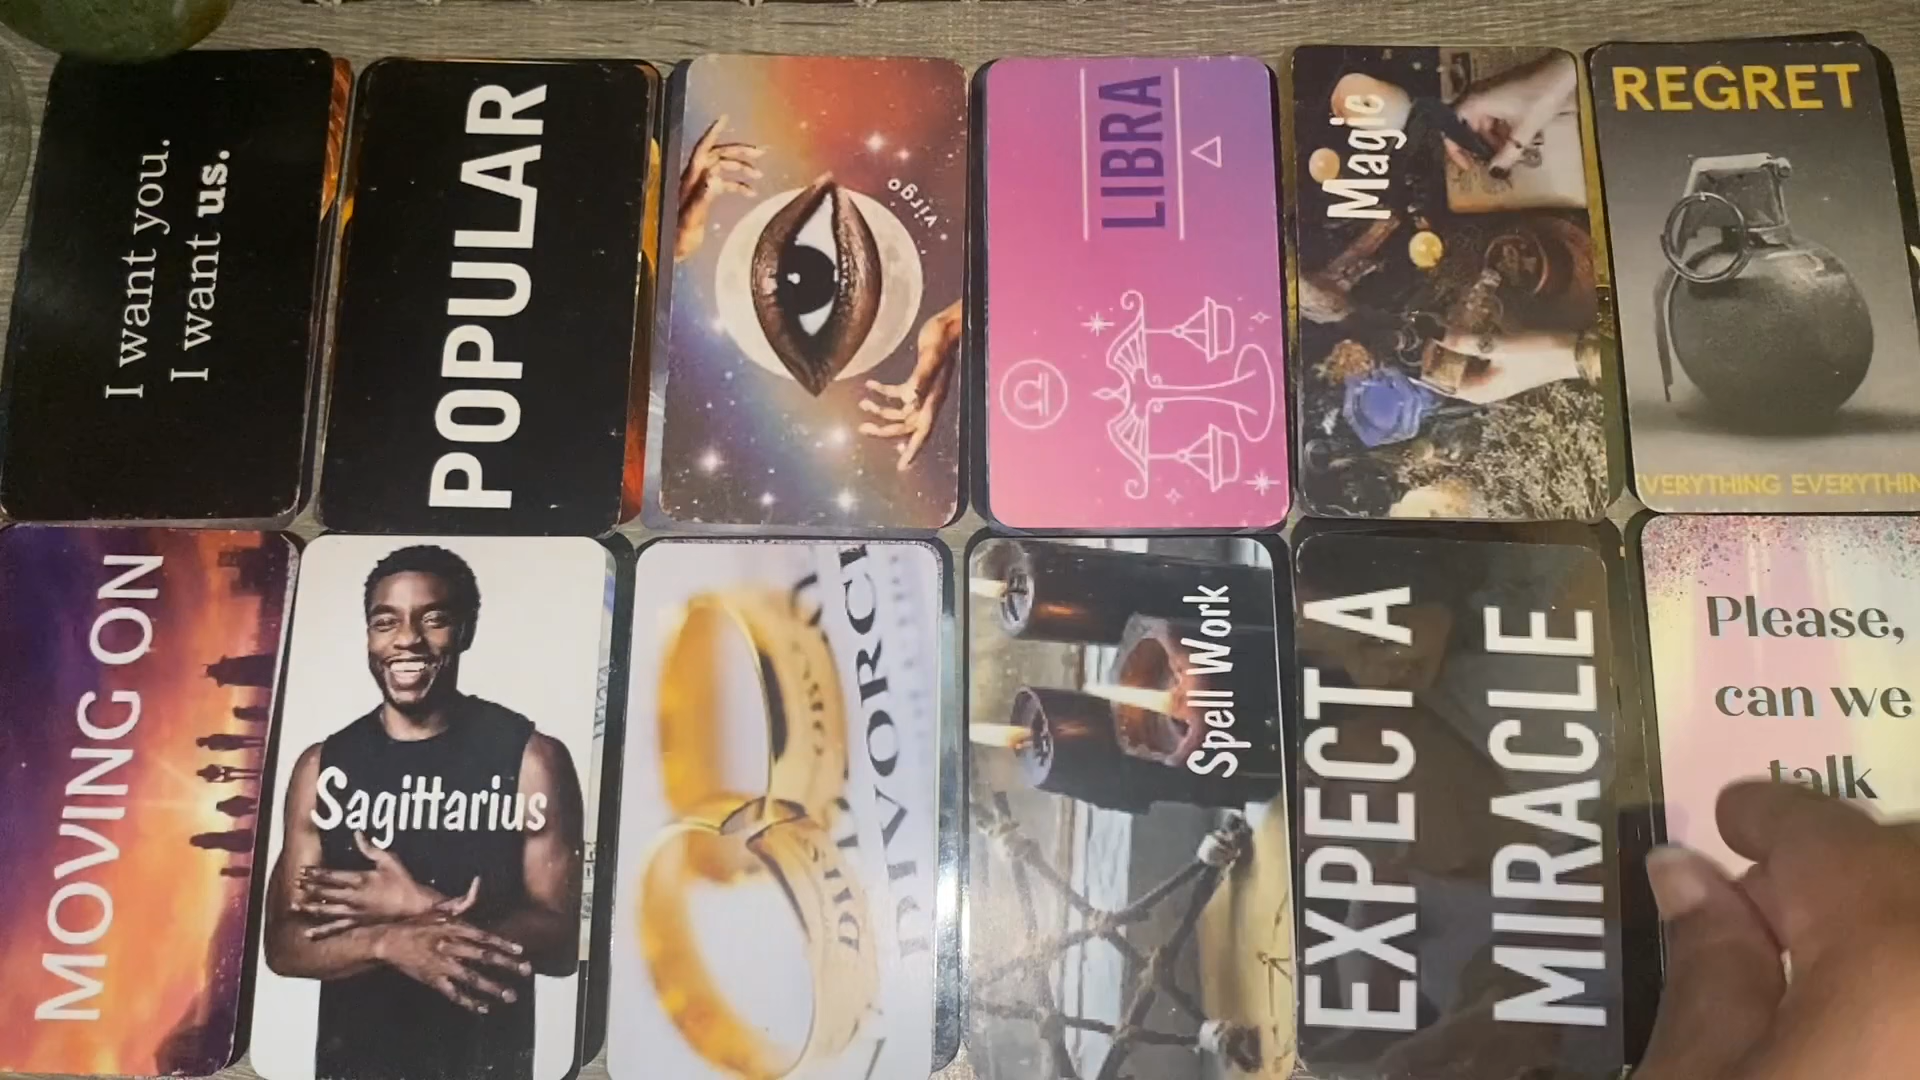 I want you.
I want us.
POPULAR
virgo
LIBRA
Magic
REGRET
EVERYTHING EVERYTHIN
MOVING ON
Sagittarius
DIVORCE
Spell Work
EXPECT A
MIRACLE
Please,
can we
talk